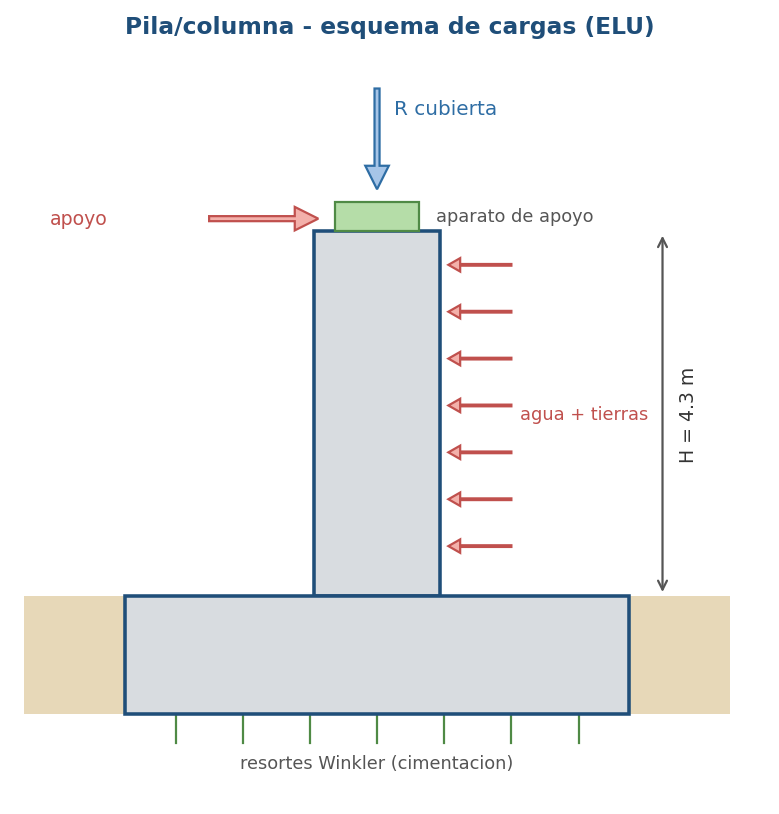 Pila/columna - esquema de cargas (ELU)
R cubierta
apoyo
aparato de apoyo
agua + tierras
H = 4.3 m
resortes Winkler (cimentacion)